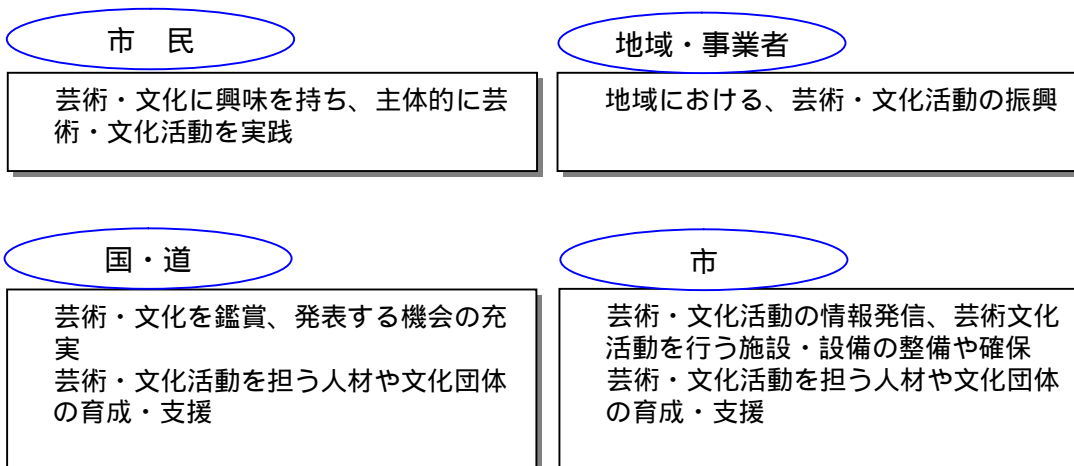 市　民
芸術・文化に興味を持ち、主体的に芸
術・文化活動を実践
地域・事業者
地域における、芸術・文化活動の振興
国・道
芸術・文化を鑑賞、発表する機会の充
実
芸術・文化活動を担う人材や文化団体
の育成・支援
市
芸術・文化活動の情報発信、芸術文化
活動を行う施設・設備の整備や確保
芸術・文化活動を担う人材や文化団体
の育成・支援